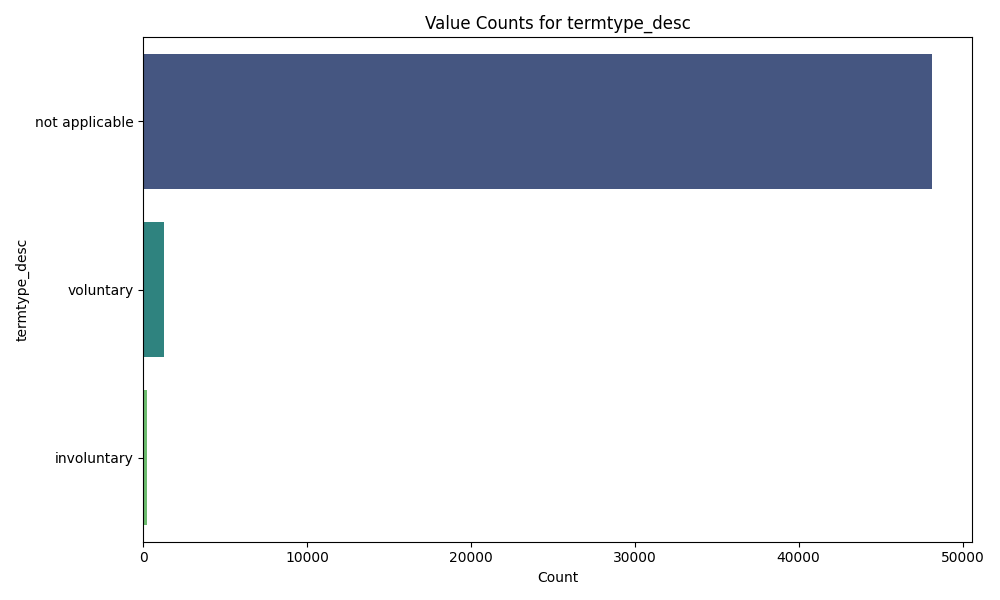 Value Counts for termtype_desc
termtype_desc
not applicable
voluntary
involuntary
0 10000 20000 30000 40000 50000
Count